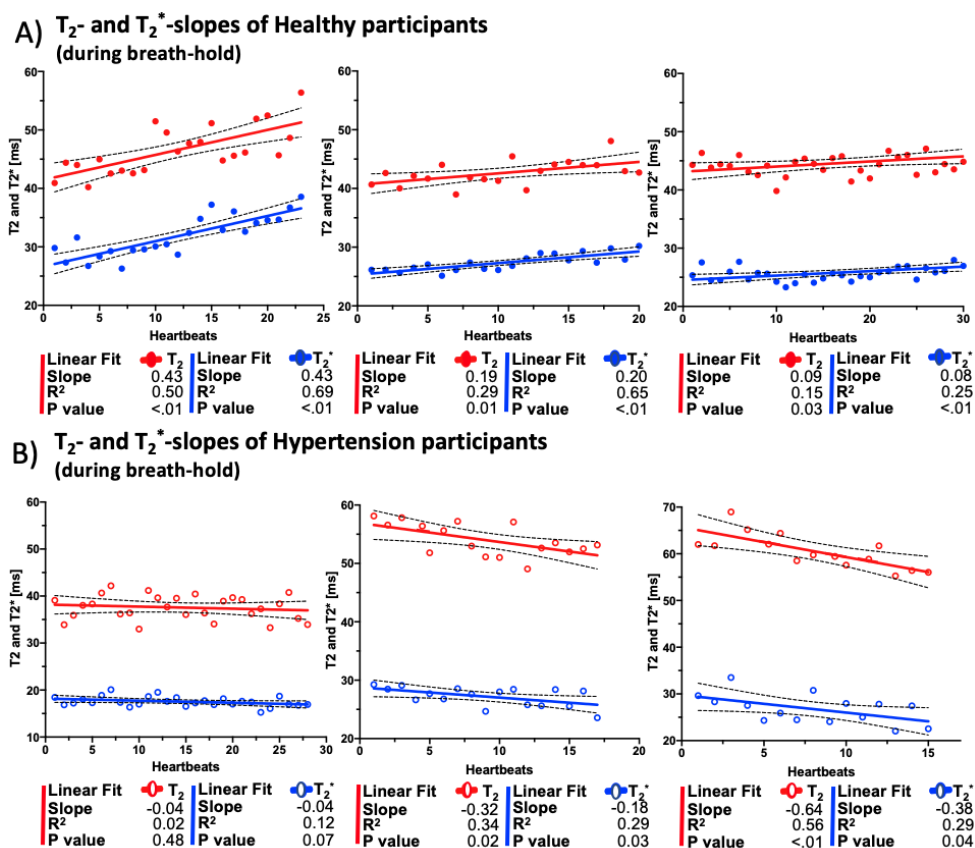 A) T₂- and T₂*-slopes of Healthy participants
(during breath-hold)
T2 and T2* [ms]
60
50
40
30
20
0 5 10 15 20 25
Heartbeats
T2 and T2* [ms]
60
50
40
30
20
0 5 10 15 20
Heartbeats
T2 and T2* [ms]
60
50
40
30
20
0 5 10 15 20 25 30
Heartbeats
Linear Fit T₂ Linear Fit T₂*
Slope 0.43 Slope 0.43
R² 0.50 R² 0.69
P value <.01 P value <.01
Linear Fit T₂ Linear Fit T₂*
Slope 0.19 Slope 0.20
R² 0.29 R² 0.65
P value 0.01 P value <.01
Linear Fit T₂ Linear Fit T₂*
Slope 0.09 Slope 0.08
R² 0.15 R² 0.25
P value 0.03 P value <.01
B) T₂- and T₂*-slopes of Hypertension participants
(during breath-hold)
T2 and T2* [ms]
60
50
40
30
20
10
0 5 10 15 20 25 30
Heartbeats
T2 and T2* [ms]
60
50
40
30
20
0 5 10 15 20
Heartbeats
T2 and T2* [ms]
70
60
50
40
30
20
0 5 10 15
Heartbeats
Linear Fit T₂ Linear Fit T₂*
Slope -0.04 Slope -0.04
R² 0.02 R² 0.12
P value 0.48 P value 0.07
Linear Fit T₂ Linear Fit T₂*
Slope -0.32 Slope -0.18
R² 0.34 R² 0.29
P value 0.02 P value 0.03
Linear Fit T₂ Linear Fit T₂*
Slope -0.64 Slope -0.38
R² 0.56 R² 0.29
P value <.01 P value 0.04